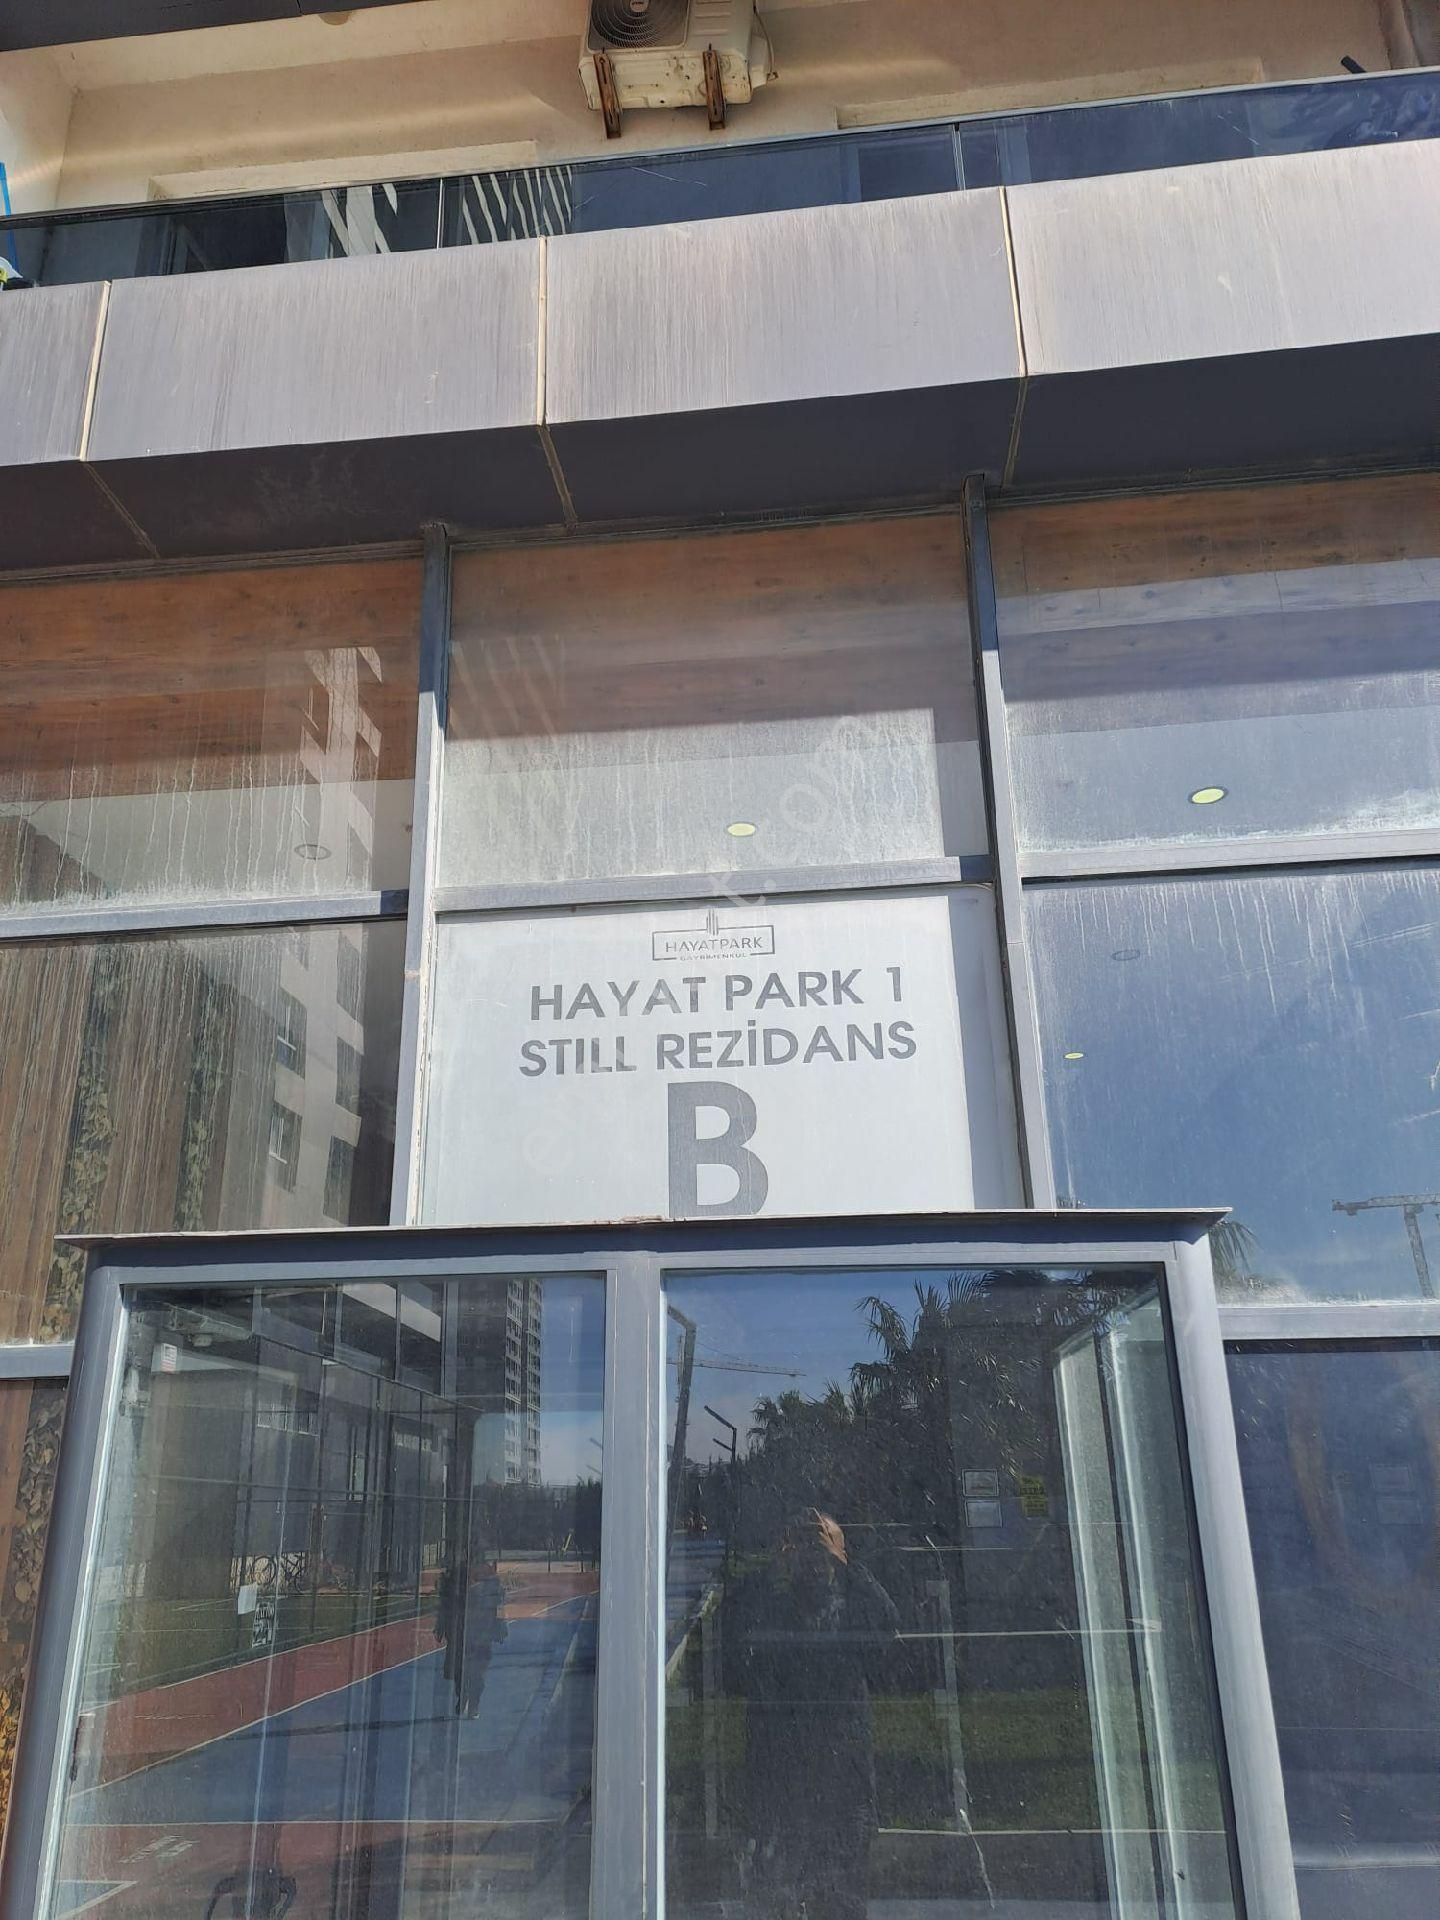 HAYATPARK
GAYRİMENKUL
HAYAT PARK 1
STILL REZİDANS
B